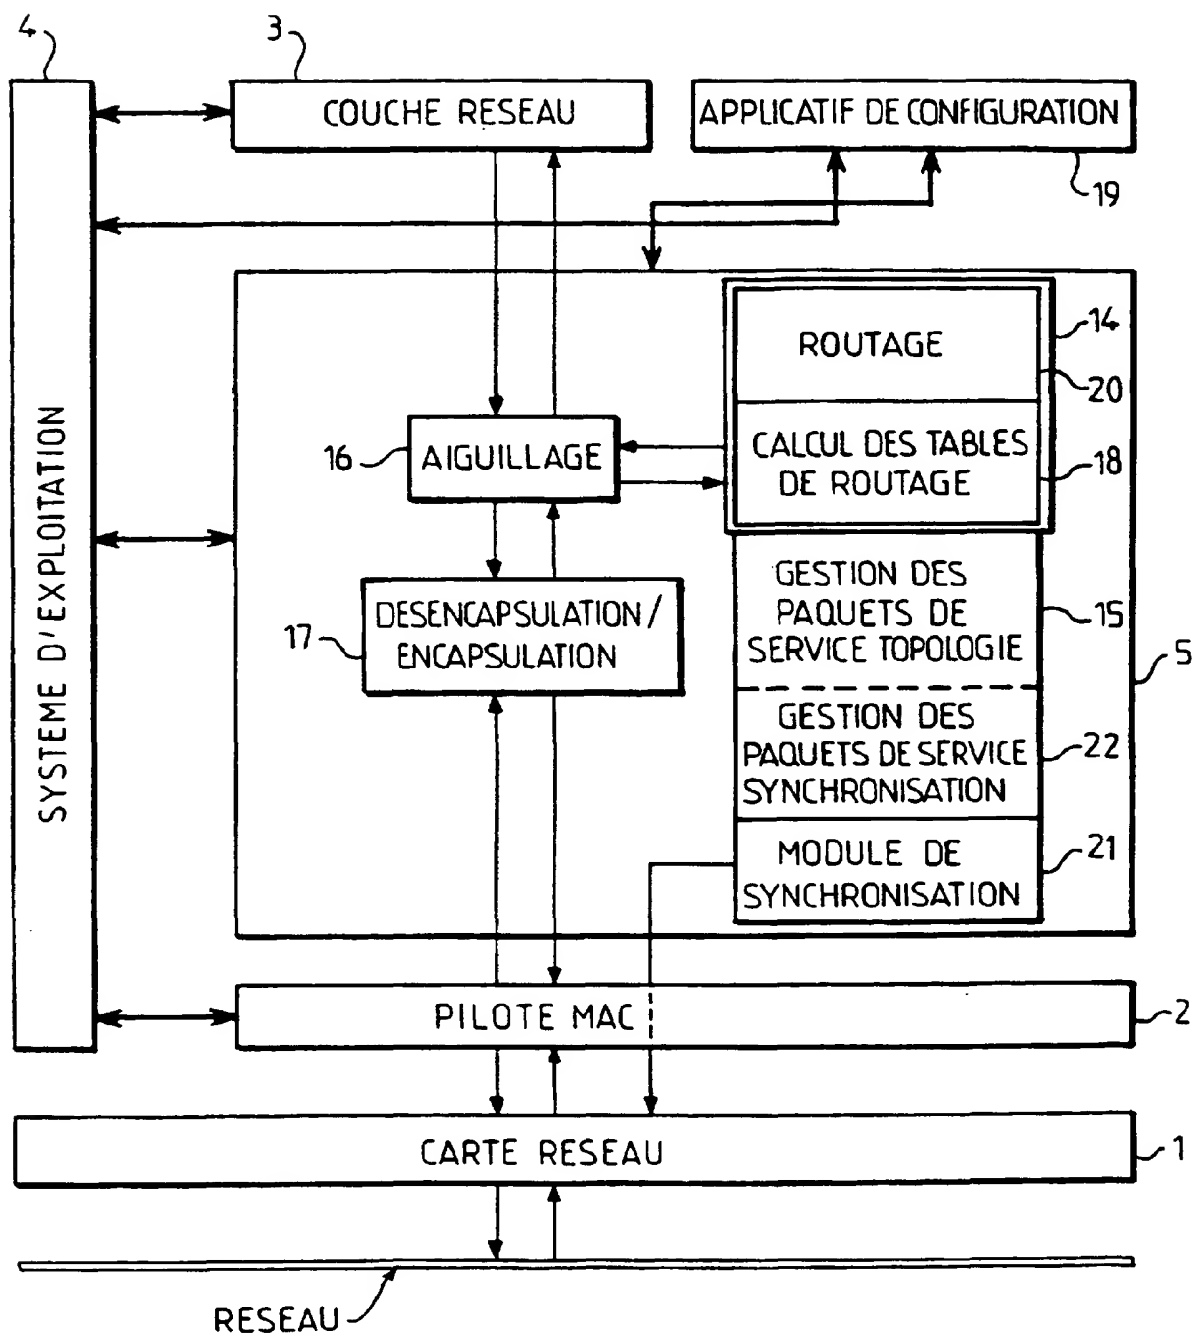 4
3
COUCHE RESEAU
APPLICATIF DE CONFIGURATION
19
SYSTEME D'EXPLOITATION
14
ROUTAGE
20
16
AIGUILLAGE
CALCUL DES TABLES
DE ROUTAGE
18
17
DESENCAPSULATION/
ENCAPSULATION
GESTION DES
PAQUETS DE
SERVICE TOPOLOGIE
15
5
GESTION DES
PAQUETS DE SERVICE
SYNCHRONISATION
22
MODULE DE
SYNCHRONISATION
21
PILOTE MAC
2
CARTE RESEAU
1
RESEAU